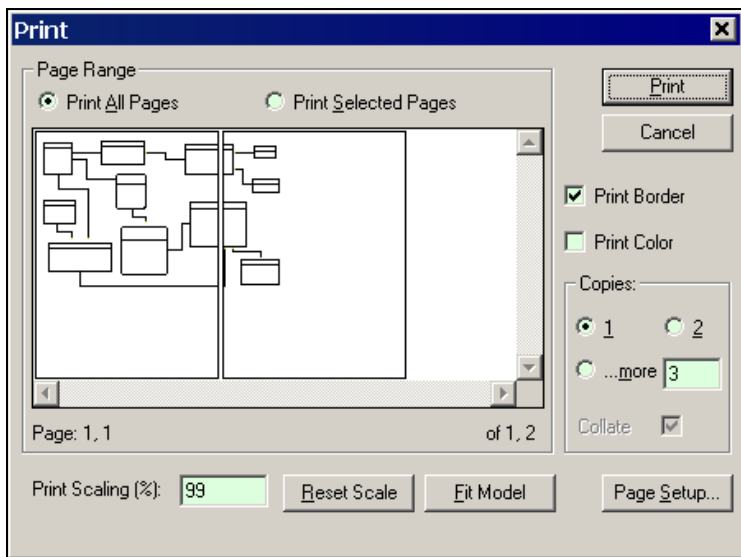 Print
Page Range
Print All Pages
Print Selected Pages
Print
Cancel
Print Border
Print Color
Copies:
1
2
...more 3
Collate
Page: 1, 1
of 1, 2
Print Scaling (%): 99
Reset Scale
Fit Model
Page Setup...